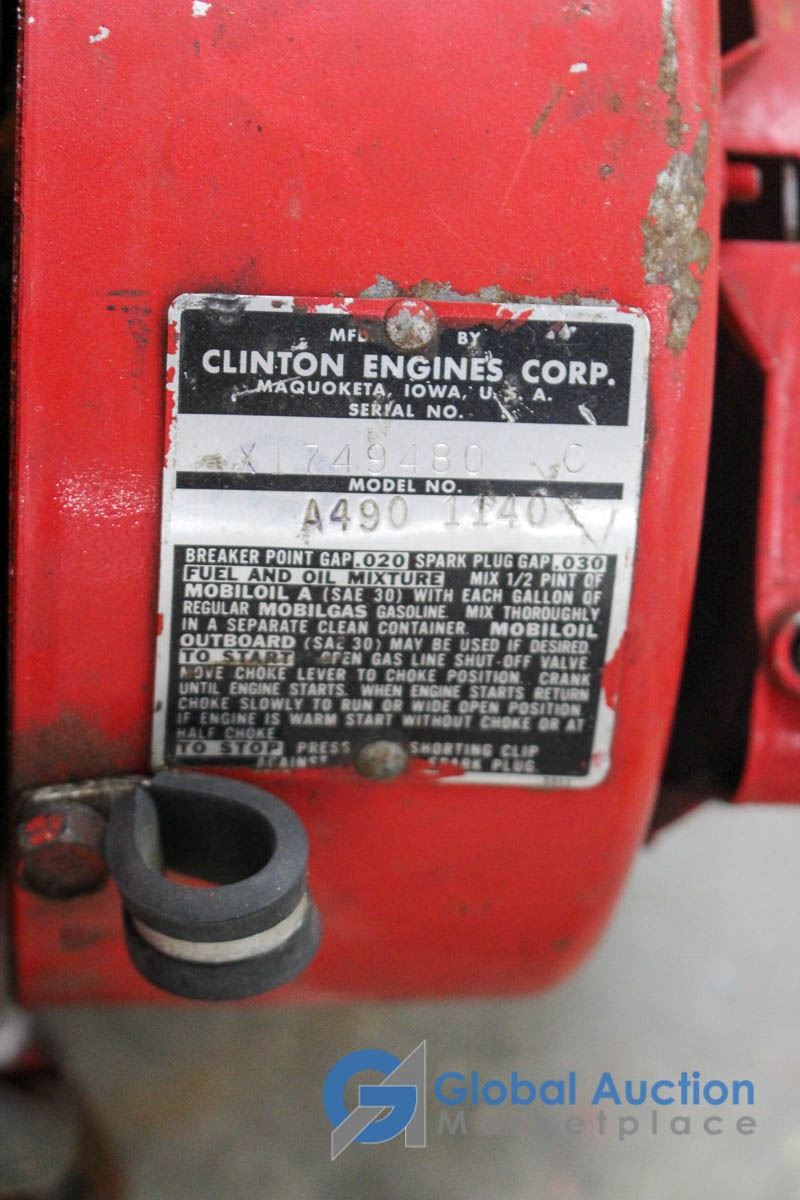 MFD BY
CLINTON ENGINES CORP.
MAQUOKETA, IOWA, U.S.A.
SERIAL NO.
X1749480 C
MODEL NO.
A490 1140
BREAKER POINT GAP .020 SPARK PLUG GAP .030
FUEL AND OIL MIXTURE MIX 1/2 PINT OF
MOBILOIL A (SAE 30) WITH EACH GALLON OF
REGULAR MOBILGAS GASOLINE. MIX THOROUGHLY
IN A SEPARATE CLEAN CONTAINER. MOBILOIL
OUTBOARD (SAE 30) MAY BE USED IF DESIRED.
TO START OPEN GAS LINE SHUT-OFF VALVE
MOVE CHOKE LEVER TO CHOKE POSITION. CRANK
UNTIL ENGINE STARTS. WHEN ENGINE STARTS RETURN
CHOKE SLOWLY TO RUN OR WIDE OPEN POSITION
IF ENGINE IS WARM START WITHOUT CHOKE OR AT
HALF CHOKE
TO STOP PRESS SHORTING CLIP
AGAINST SPARK PLUG
Global Auction
Marketplace